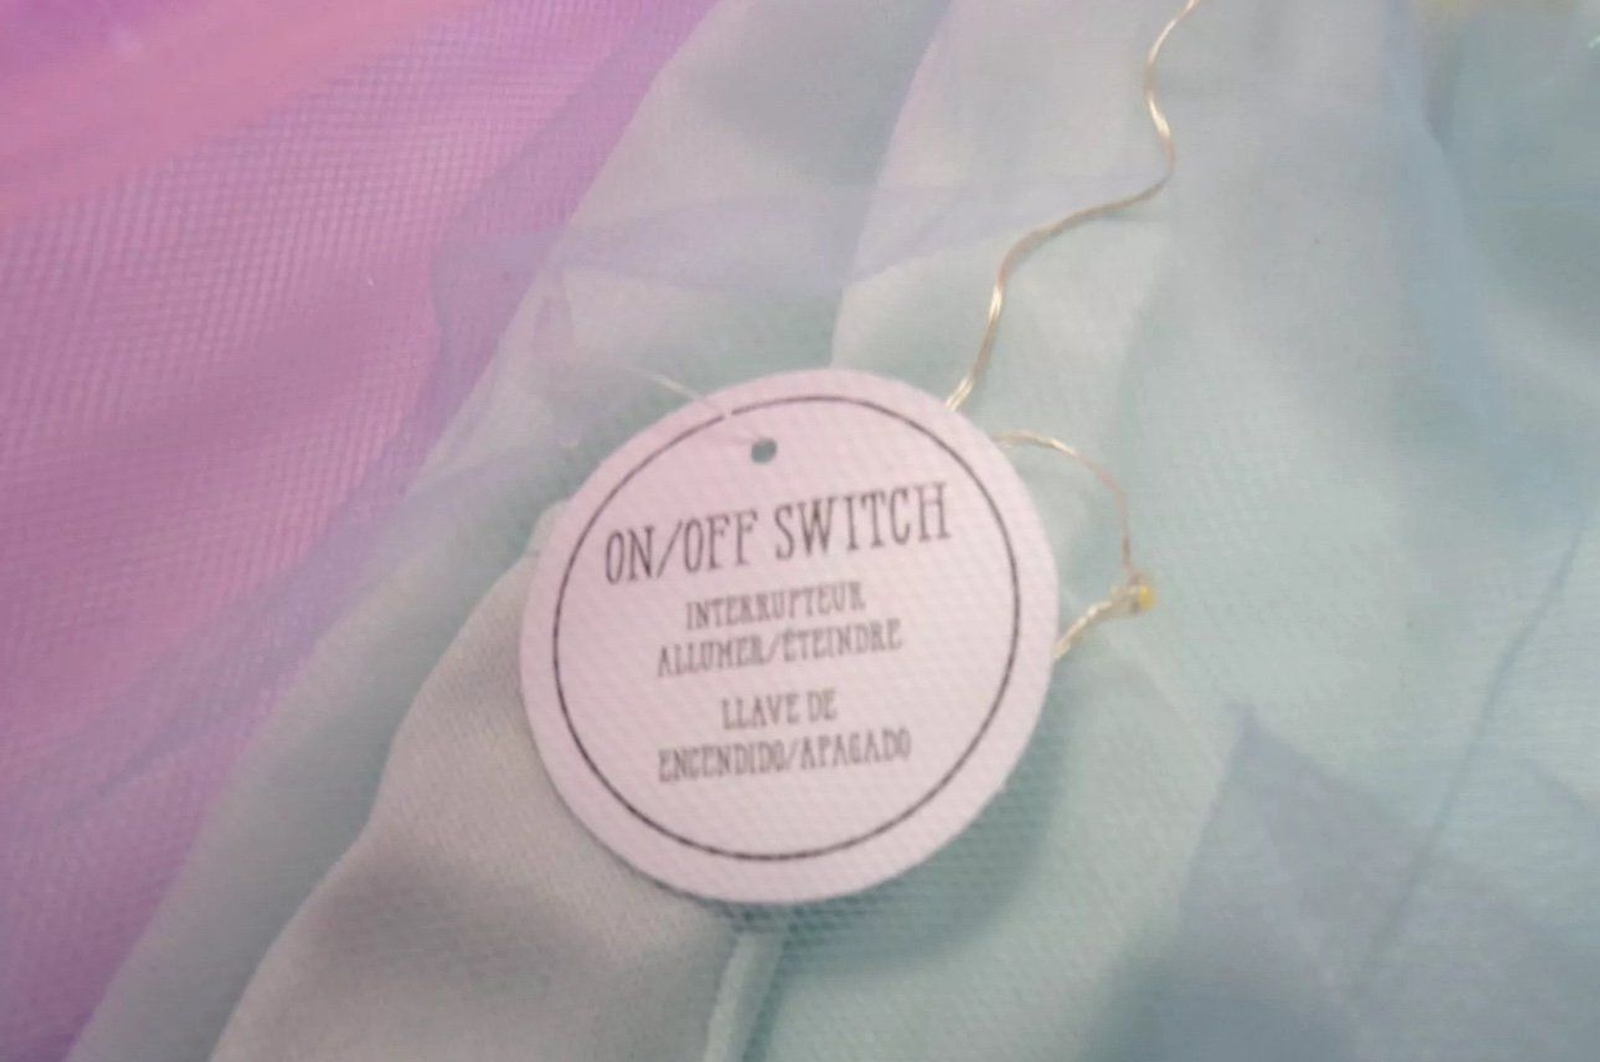 ON/OFF SWITCH
INTERRUPTEUR
ALLUMER/ÉTEINDRE
LLAVE DE
ENCENDIDO/APAGADO